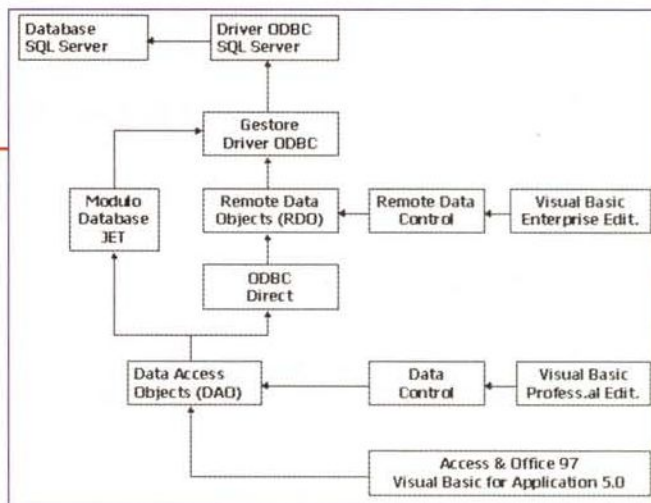 Database
SQL Server
Driver ODBC
SQL Server
Gestore
Driver ODBC
Modulo
Database
JET
Remote Data
Objects (RDO)
Remote Data
Control
Visual Basic
Enterprise Edit.
ODBC
Direct
Data Access
Objects (DAO)
Data
Control
Visual Basic
Profess.al Edit.
Access & Office 97
Visual Basic for Application 5.0